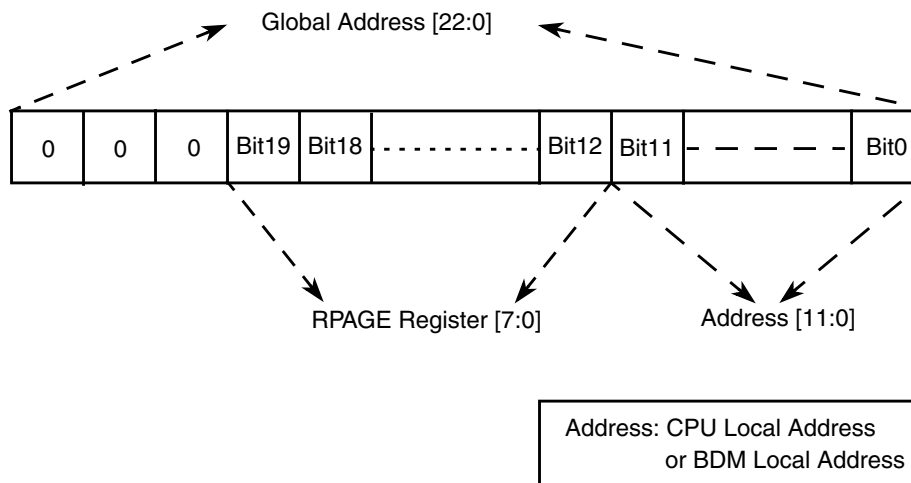 Global Address [22:0]
0 0 0 Bit19 Bit18 Bit12 Bit11 Bit0
RPAGE Register [7:0] Address [11:0]
Address: CPU Local Address
or BDM Local Address